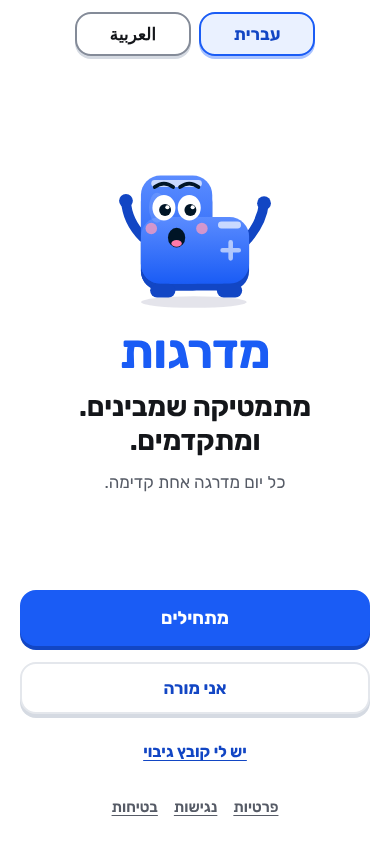 עברית
العربية
מדרגות
מתמטיקה שמבינים.
ומתקדמים.
כל יום מדרגה אחת קדימה.
מתחילים
אני מורה
יש לי קובץ גיבוי
פרטיות נגישות בטיחות